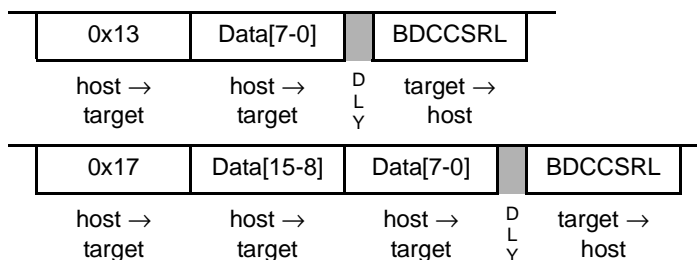 0x13 Data[7-0] BDCCSRL
host → host → D target →
target target L host
Y
0x17 Data[15-8] Data[7-0] BDCCSRL
host → host → host → D target →
target target target L host
Y